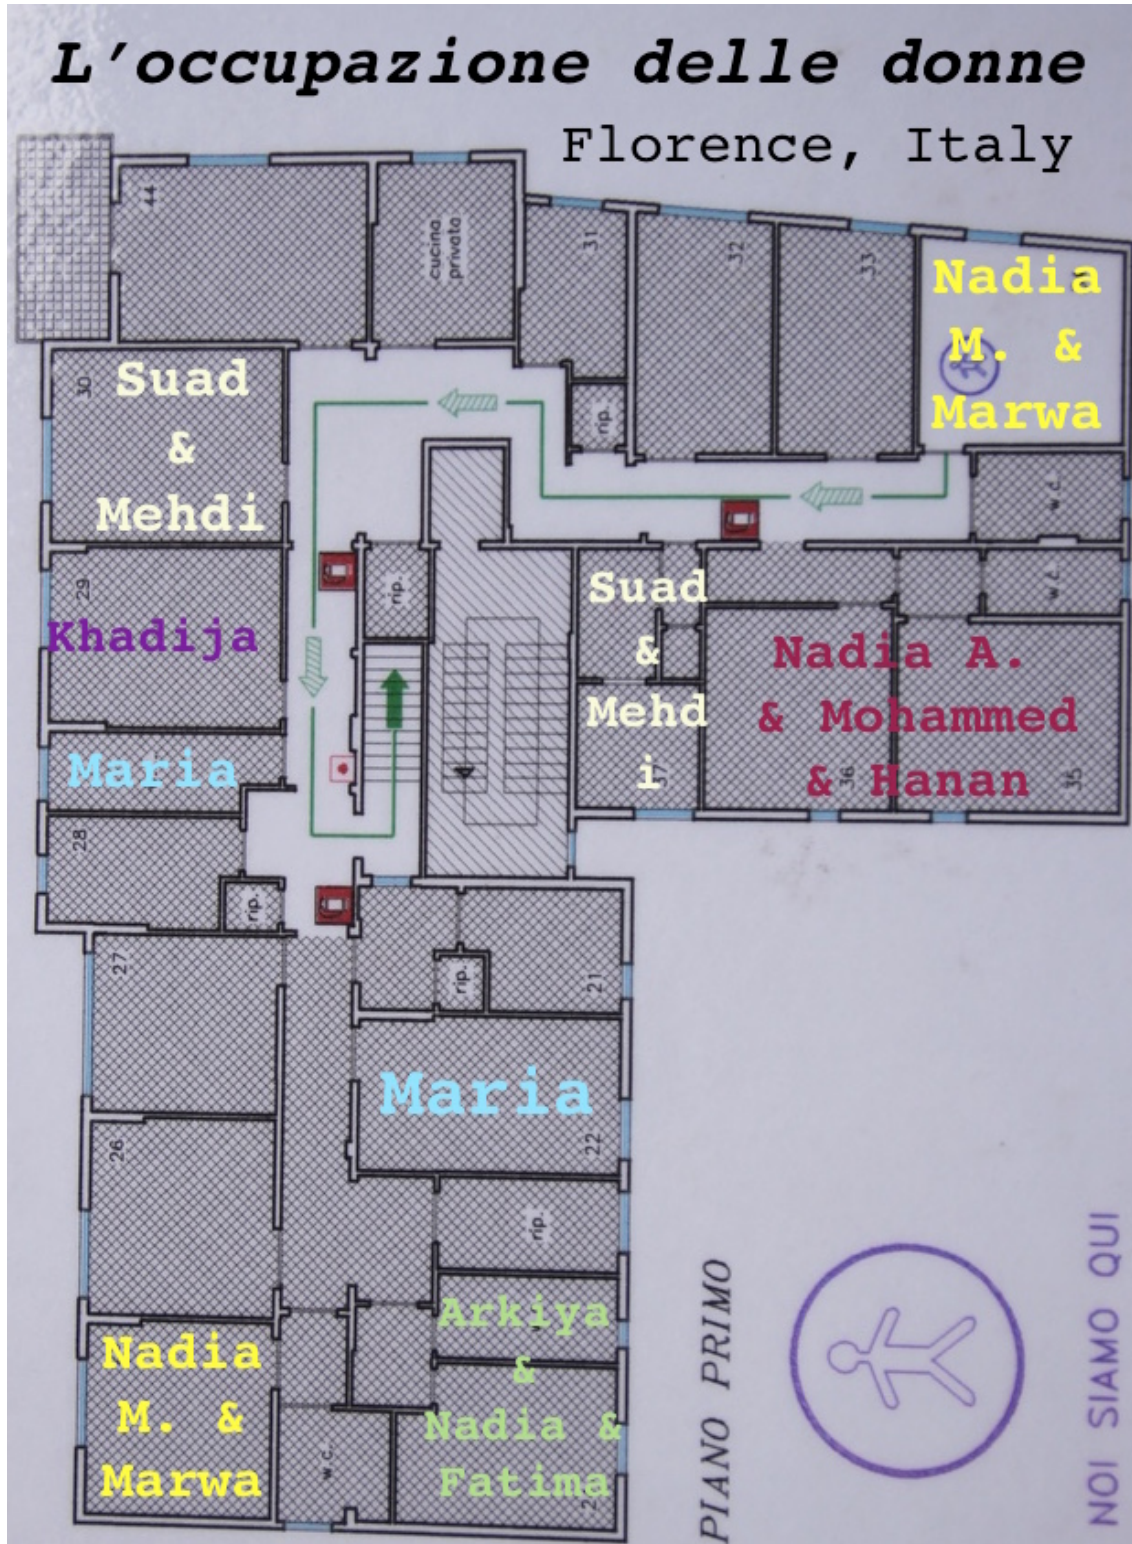 L'occupazione delle donne
Florence, Italy
44
cucina
privata
31
32
33
Nadia
M. &
Marwa
30
Suad
&
Mehdi
rip.
w.c.
29
Khadija
rip.
Suad
&
Mehd
i
37
w.c.
Nadia A.
& Mohammed
& Hanan
36
35
Maria
28
rip.
27
rip.
21
Maria
22
26
rip.
Arkiya
&
Nadia &
Fatima
Nadia
M. &
Marwa
w.c.
PIANO PRIMO
NOI SIAMO QUI